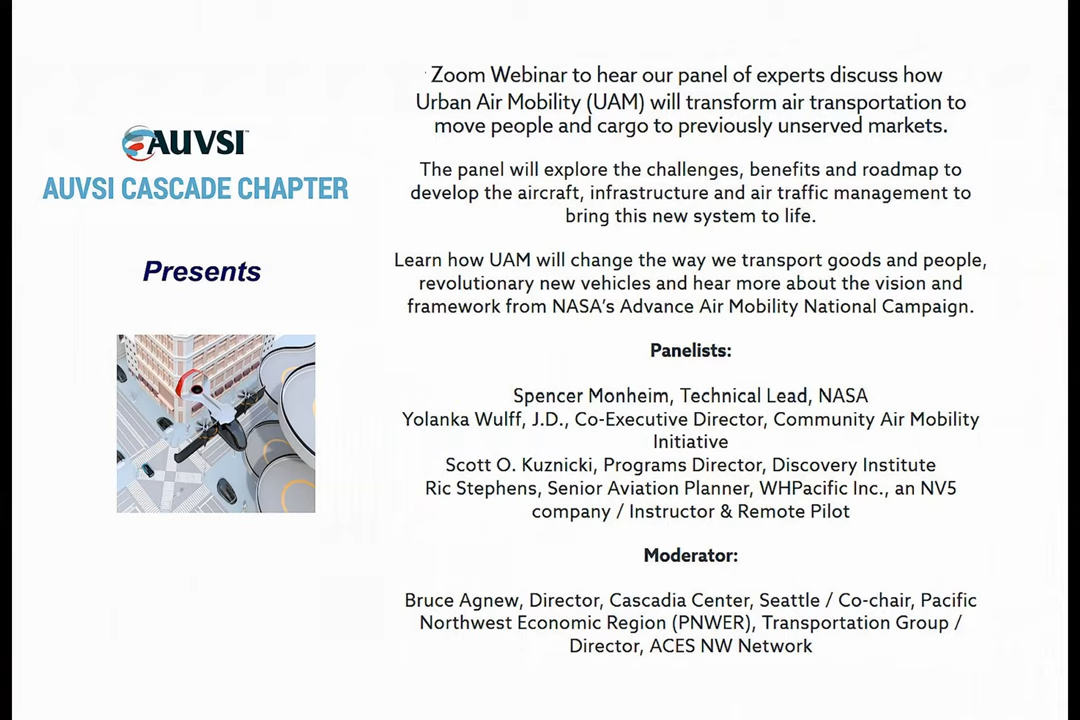 AUVSI™
AUVSI CASCADE CHAPTER
Presents
Zoom Webinar to hear our panel of experts discuss how
Urban Air Mobility (UAM) will transform air transportation to
move people and cargo to previously unserved markets.
The panel will explore the challenges, benefits and roadmap to
develop the aircraft, infrastructure and air traffic management to
bring this new system to life.
Learn how UAM will change the way we transport goods and people,
revolutionary new vehicles and hear more about the vision and
framework from NASA's Advance Air Mobility National Campaign.
Panelists:
Spencer Monheim, Technical Lead, NASA
Yolanka Wulff, J.D., Co-Executive Director, Community Air Mobility
Initiative
Scott O. Kuznicki, Programs Director, Discovery Institute
Ric Stephens, Senior Aviation Planner, WHPacific Inc., an NV5
company / Instructor & Remote Pilot
Moderator:
Bruce Agnew, Director, Cascadia Center, Seattle / Co-chair, Pacific
Northwest Economic Region (PNWER), Transportation Group /
Director, ACES NW Network